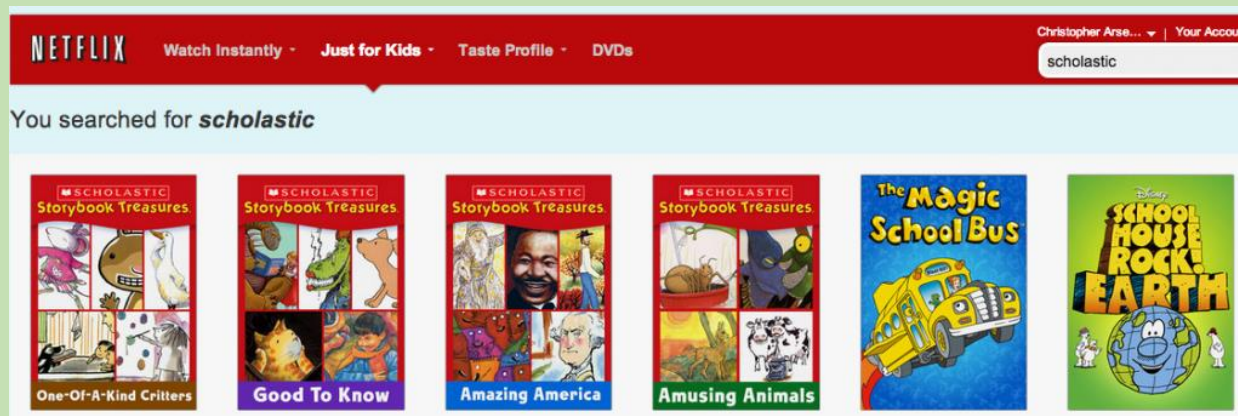 Christopher Arse... | Your Accou
NETFLIX Watch Instantly Just for Kids Taste Profile DVDs
scholastic
You searched for scholastic
SCHOLASTIC
Storybook Treasures.
One-Of-A-Kind Critters
SCHOLASTIC
Storybook Treasures.
Good To Know
SCHOLASTIC
Storybook Treasures.
Amazing America
SCHOLASTIC
Storybook Treasures.
Amusing Animals
The Magic
School Bus
Disney
SCHOOL
HOUSE
ROCK!
EARTH